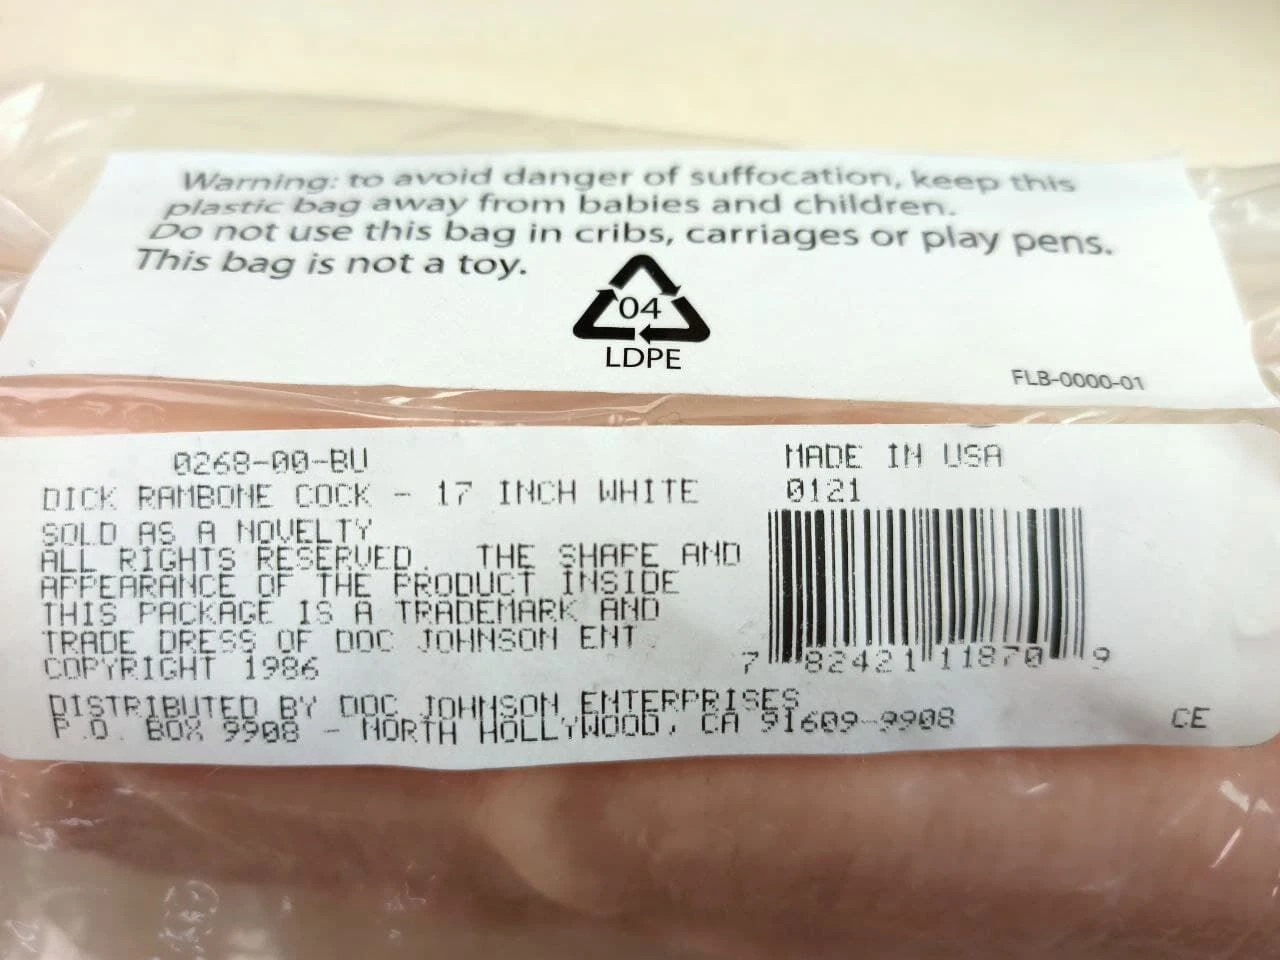 Warning: to avoid danger of suffocation, keep this
plastic bag away from babies and children.
Do not use this bag in cribs, carriages or play pens.
This bag is not a toy.
04
LDPE
FLB-0000-01
0268-00-BU
DICK RAMBONE COCK - 17 INCH WHITE
SOLD AS A NOVELTY
ALL RIGHTS RESERVED. THE SHAPE AND
APPEARANCE OF THE PRODUCT INSIDE
THIS PACKAGE IS A TRADEMARK AND
TRADE DRESS OF DOC JOHNSON ENT
COPYRIGHT 1986
DISTRIBUTED BY DOC JOHNSON ENTERPRISES
P.O. BOX 9908 - NORTH HOLLYWOOD, CA 91609-9908
MADE IN USA
0121
7 82421 11870 9
CE